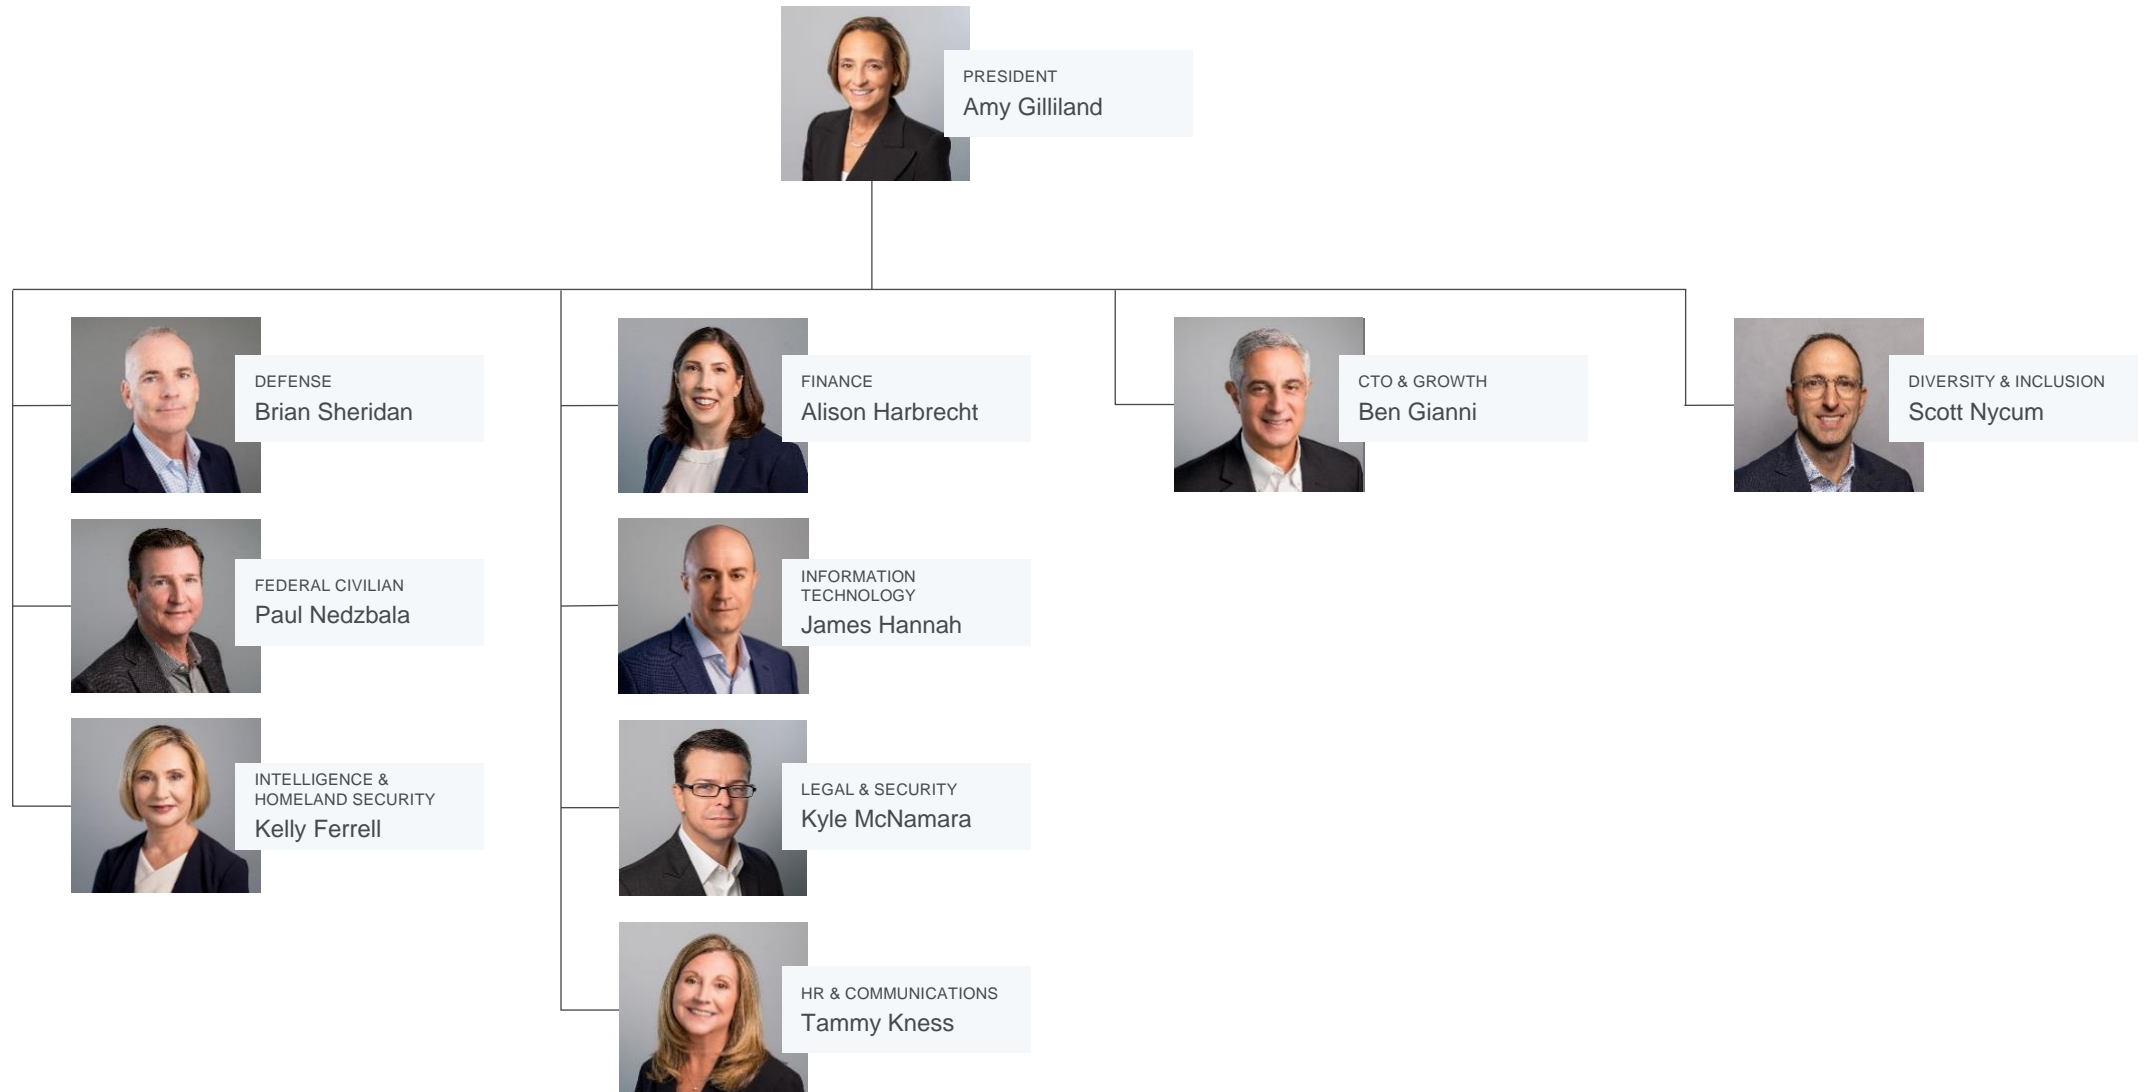 PRESIDENT
Amy Gilliland
DEFENSE
Brian Sheridan
FINANCE
Alison Harbrecht
CTO & GROWTH
Ben Gianni
DIVERSITY & INCLUSION
Scott Nycum
FEDERAL CIVILIAN
Paul Nedzbala
INFORMATION
TECHNOLOGY
James Hannah
INTELLIGENCE &
HOMELAND SECURITY
Kelly Ferrell
LEGAL & SECURITY
Kyle McNamara
HR & COMMUNICATIONS
Tammy Kness